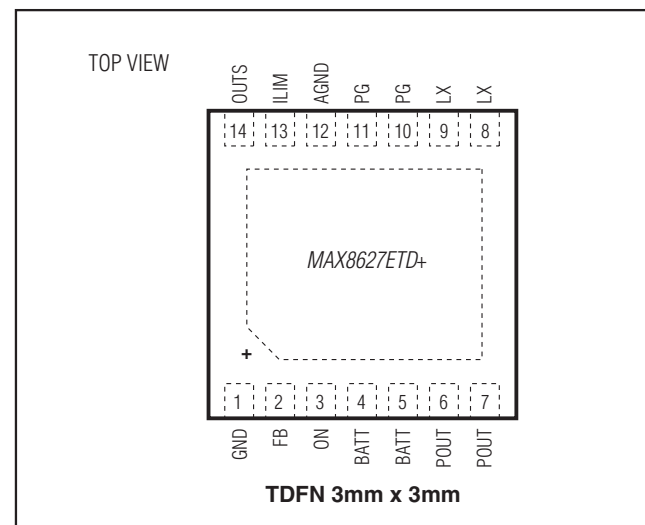 TOP VIEW
OUTS ILIM AGND PG PG LX LX
14 13 12 11 10 9 8
MAX8627ETD+
+
1 2 3 4 5 6 7
GND FB ON BATT BATT POUT POUT
TDFN 3mm x 3mm